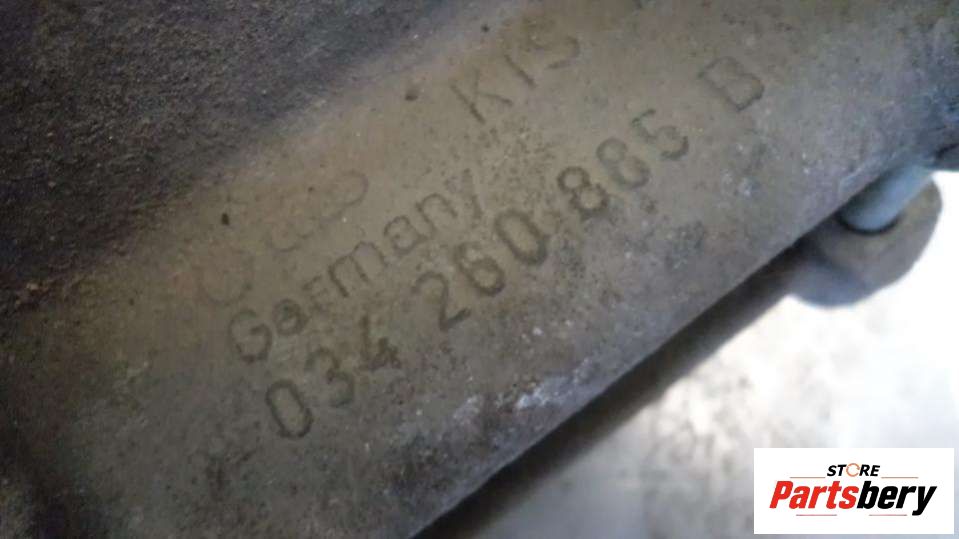 KIS
Germany
034 260 885 B
STORE
Partsbery